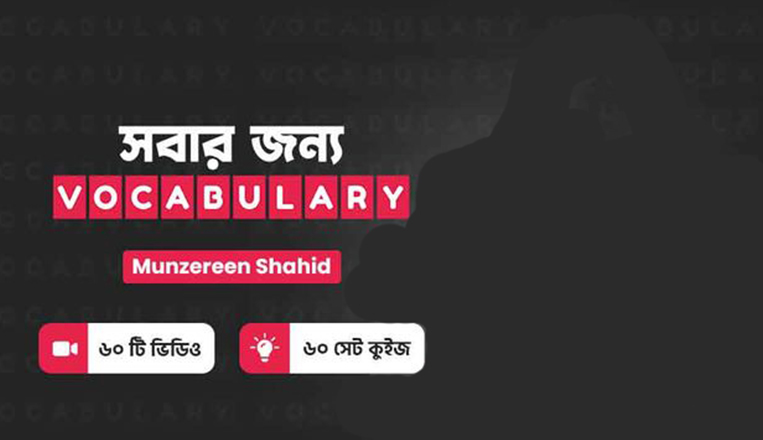 সবার জন্য
VOCABULARY
Munzereen Shahid
৬০ টি ভিডিও
৬০ সেট কুইজ